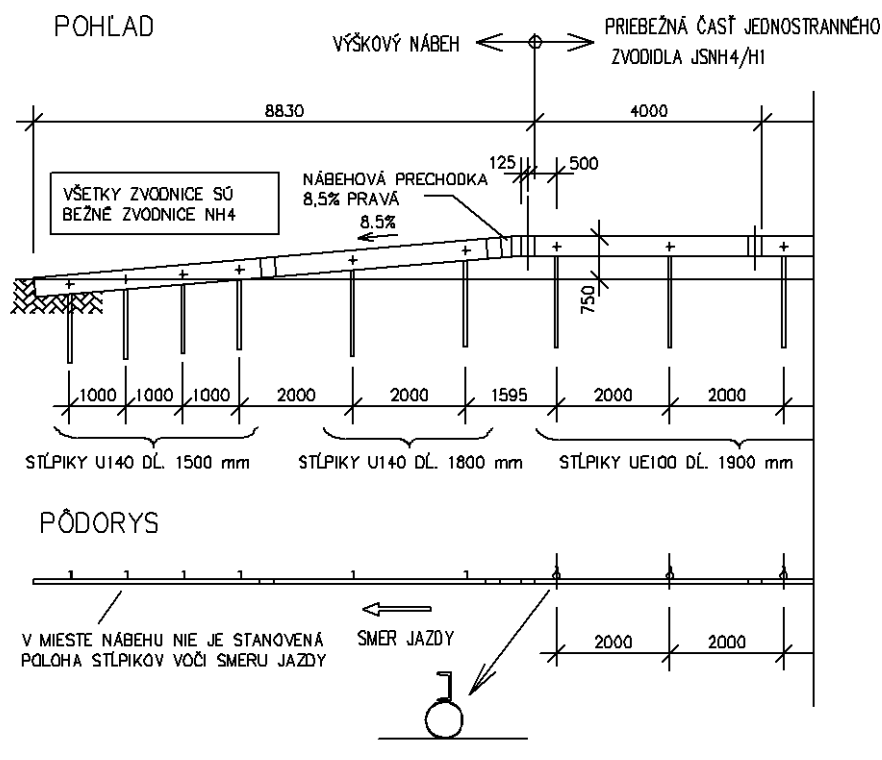 POHĽAD
VÝŠKOVÝ NÁBEH
PRIEBEŽNÁ ČASŤ JEDNOSTRANNÉHO
ZVODIDLA JSNH4/H1
8830
4000
125
500
VŠETKY ZVODNICE SÚ
BEŽNÉ ZVODNICE NH4
NÁBEHOVÁ PRECHODKA
8,5% PRAVÁ
8.5%
750
1000
1000
1000
2000
2000
1595
2000
2000
STĹPIKY U140 DĹ. 1500 mm
STĹPIKY U140 DĹ. 1800 mm
STĹPIKY UE100 DĹ. 1900 mm
PÔDORYS
V MIESTE NÁBEHU NIE JE STANOVENÁ
POLOHA STĹPIKOV VOČI SMERU JAZDY
SMER JAZDY
2000
2000